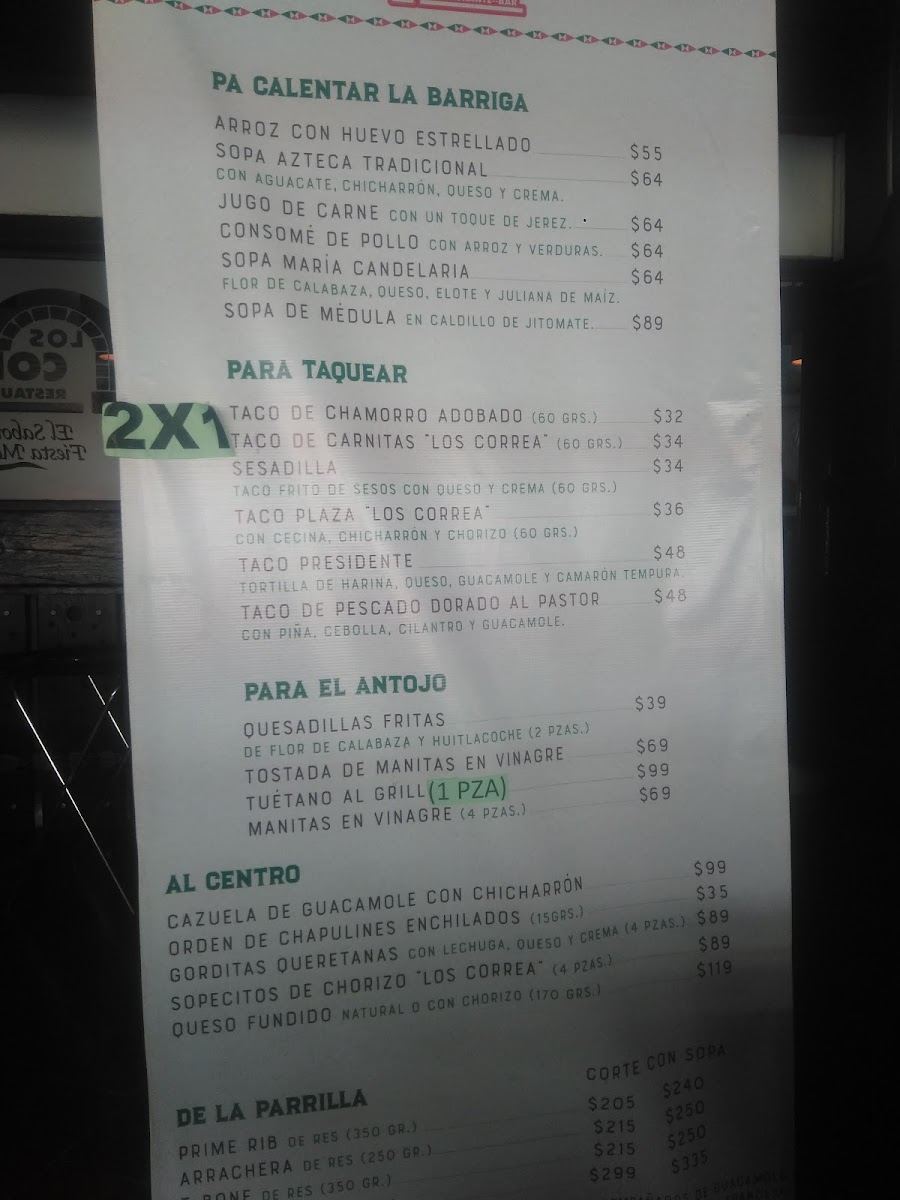 PA CALENTAR LA BARRIGA
ARROZ CON HUEVO ESTRELLADO $55
SOPA AZTECA TRADICIONAL $64
CON AGUACATE, CHICHARRÓN, QUESO Y CREMA.
JUGO DE CARNE CON UN TOQUE DE JEREZ. $64
CONSOMÉ DE POLLO CON ARROZ Y VERDURAS. $64
SOPA MARÍA CANDELARIA $64
FLOR DE CALABAZA, QUESO, ELOTE Y JULIANA DE MAÍZ.
SOPA DE MÉDULA EN CALDILLO DE JITOMATE. $89
PARA TAQUEAR
2X1
TACO DE CHAMORRO ADOBADO (60 GRS.) $32
TACO DE CARNITAS "LOS CORREA" (60 GRS.) $34
SESADILLA $34
TACO FRITO DE SESOS CON QUESO Y CREMA (60 GRS.)
TACO PLAZA "LOS CORREA" $36
CON CECINA, CHICHARRÓN Y CHORIZO (60 GRS.)
TACO PRESIDENTE $48
TORTILLA DE HARINA, QUESO, GUACAMOLE Y CAMARÓN TEMPURA.
TACO DE PESCADO DORADO AL PASTOR $48
CON PIÑA, CEBOLLA, CILANTRO Y GUACAMOLE.
PARA EL ANTOJO
QUESADILLAS FRITAS $39
DE FLOR DE CALABAZA Y HUITLACOCHE (2 PZAS.)
TOSTADA DE MANITAS EN VINAGRE $69
TUÉTANO AL GRILL (1 PZA) $99
MANITAS EN VINAGRE (4 PZAS.) $69
AL CENTRO
CAZUELA DE GUACAMOLE CON CHICHARRÓN $99
ORDEN DE CHAPULINES ENCHILADOS (15GRS.) $35
GORDITAS QUERETANAS CON LECHUGA, QUESO Y CREMA (4 PZAS.) $89
SOPECITOS DE CHORIZO "LOS CORREA" (4 PZAS.) $89
QUESO FUNDIDO NATURAL O CON CHORIZO (170 GRS.) $119
DE LA PARRILLA CORTE CON SOPA
PRIME RIB DE RES (350 GR.) $205 $240
ARRACHERA DE RES (250 GR.) $215 $250
BONE DE RES (350 GR.) $215 $250
$299 $335
LOS
RESTAU
El Sabo
Fiesta M